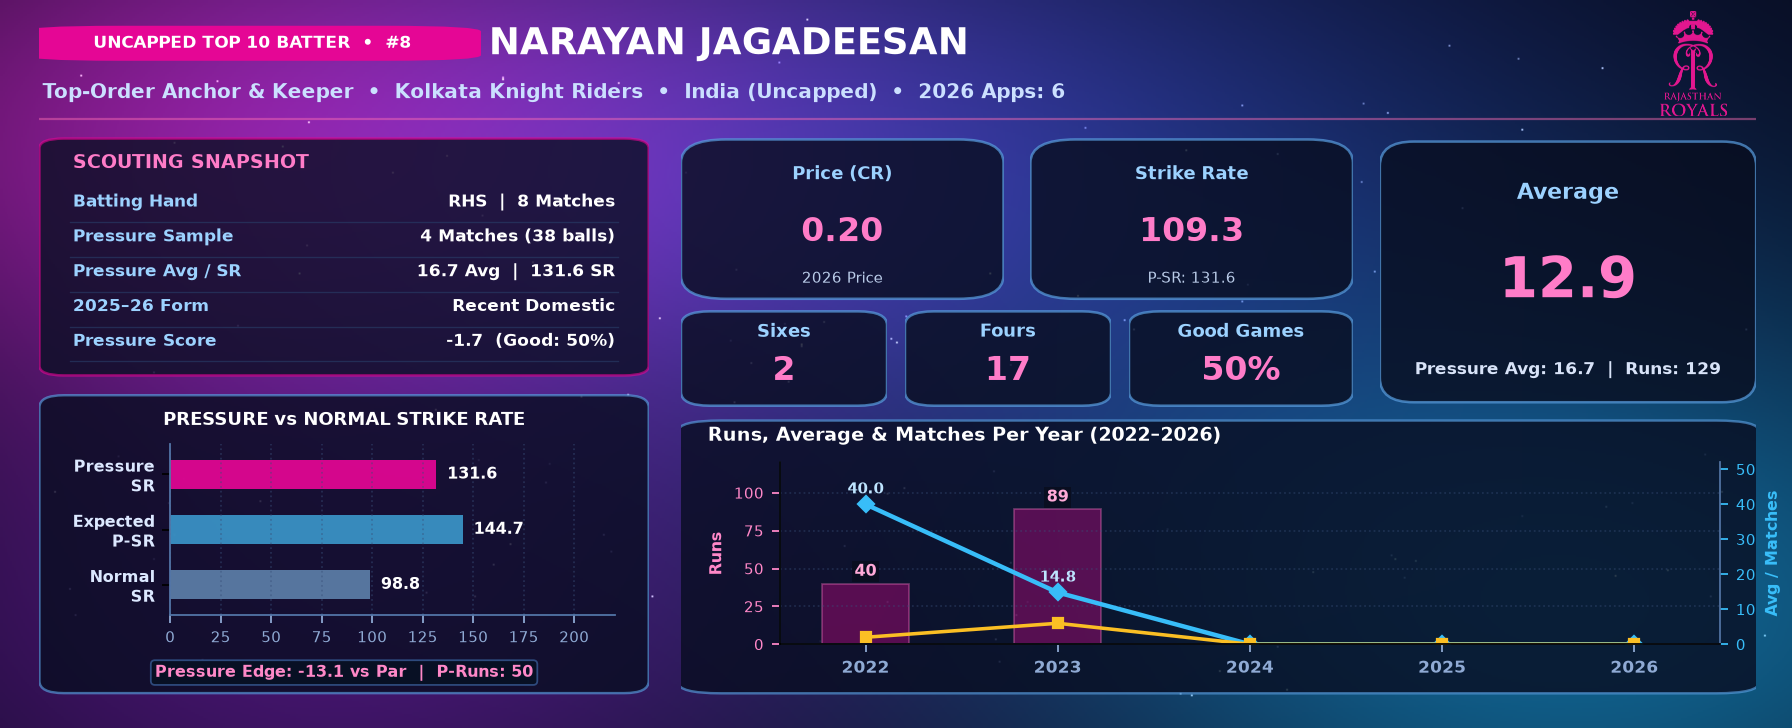 UNCAPPED TOP 10 BATTER • #8
NARAYAN JAGADEESAN
Top-Order Anchor & Keeper • Kolkata Knight Riders • India (Uncapped) • 2026 Apps: 6
RAJASTHAN
ROYALS
SCOUTING SNAPSHOT
Batting Hand RHS | 8 Matches
Pressure Sample 4 Matches (38 balls)
Pressure Avg / SR 16.7 Avg | 131.6 SR
2025–26 Form Recent Domestic
Pressure Score -1.7 (Good: 50%)
Price (CR)
0.20
2026 Price
Strike Rate
109.3
P-SR: 131.6
Average
12.9
Pressure Avg: 16.7 | Runs: 129
Sixes
2
Fours
17
Good Games
50%
PRESSURE vs NORMAL STRIKE RATE
Pressure
SR
131.6
Expected
P-SR
144.7
Normal
SR
98.8
0 25 50 75 100 125 150 175 200
Pressure Edge: -13.1 vs Par | P-Runs: 50
Runs, Average & Matches Per Year (2022–2026)
Runs
100
75
50
25
0
40.0
40
89
14.8
50
40
30
20
10
0
Avg / Matches
2022 2023 2024 2025 2026